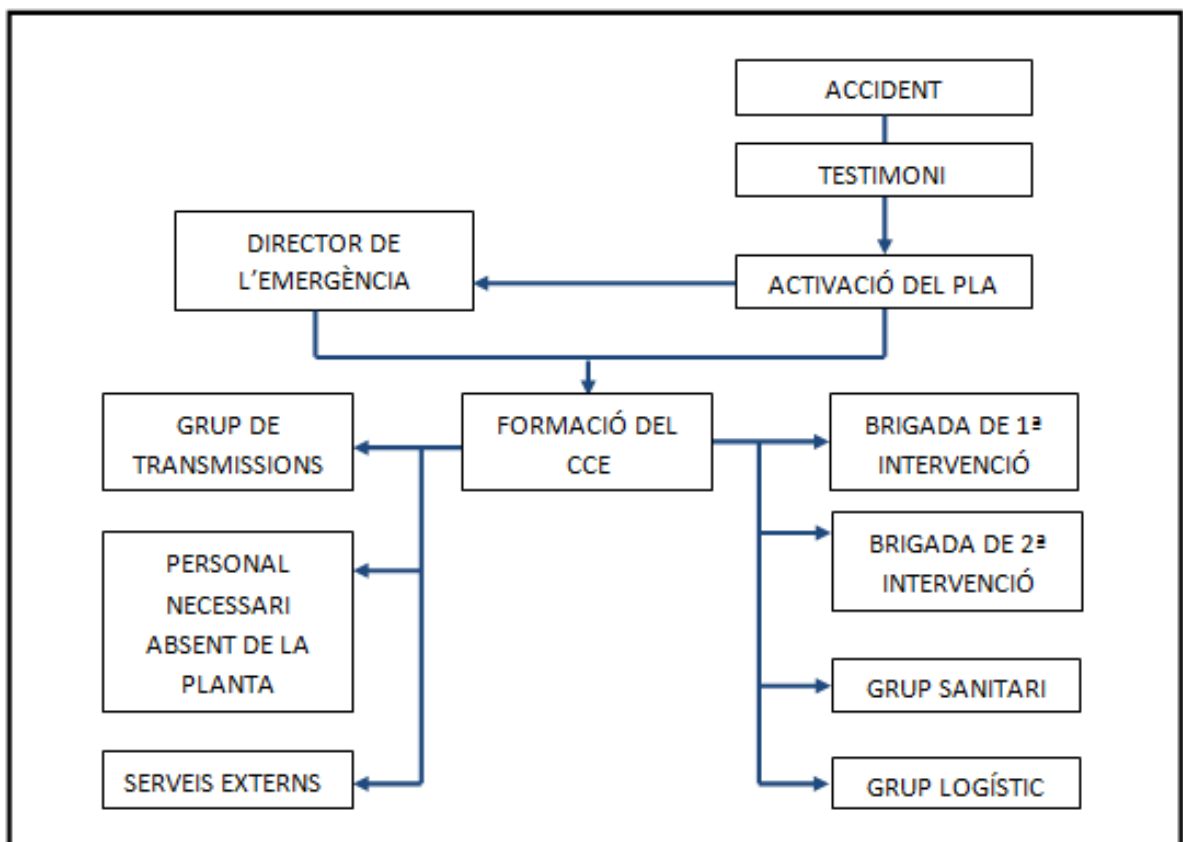 ACCIDENT
TESTIMONI
DIRECTOR DE
L'EMERGÈNCIA
ACTIVACIÓ DEL PLA
GRUP DE
TRANSMISSIONS
FORMACIÓ DEL
CCE
BRIGADA DE 1ª
INTERVENCIÓ
BRIGADA DE 2ª
INTERVENCIÓ
PERSONAL
NECESSARI
ABSENT DE LA
PLANTA
GRUP SANITARI
SERVEIS EXTERNS
GRUP LOGÍSTIC